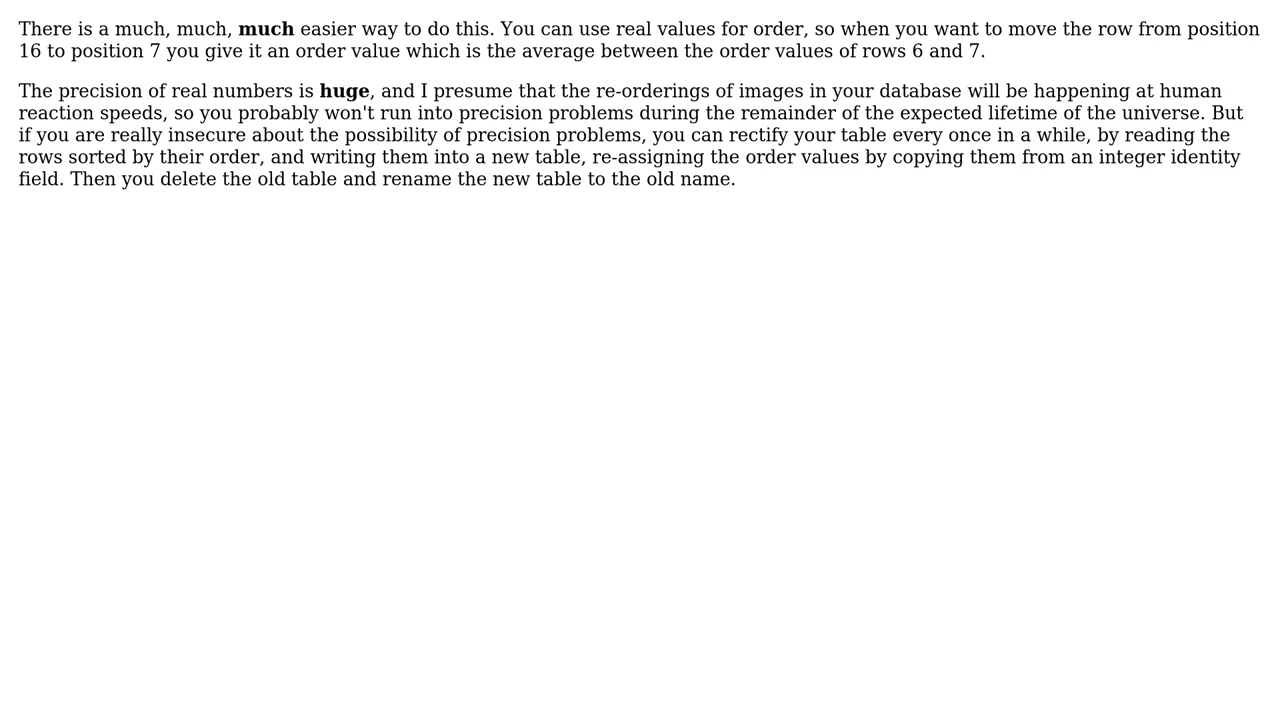 There is a much, much, much easier way to do this. You can use real values for order, so when you want to move the row from position
16 to position 7 you give it an order value which is the average between the order values of rows 6 and 7.
The precision of real numbers is huge, and I presume that the re-orderings of images in your database will be happening at human
reaction speeds, so you probably won't run into precision problems during the remainder of the expected lifetime of the universe. But
if you are really insecure about the possibility of precision problems, you can rectify your table every once in a while, by reading the
rows sorted by their order, and writing them into a new table, re-assigning the order values by copying them from an integer identity
field. Then you delete the old table and rename the new table to the old name.